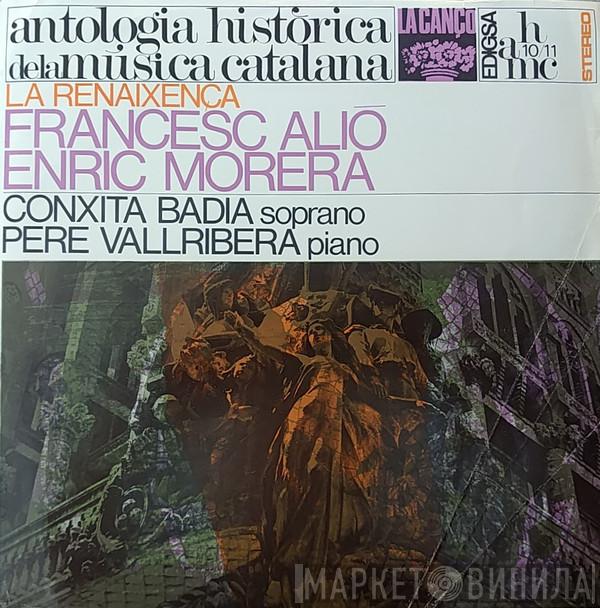 antologia històrica
de la música catalana
LA CANÇÓ
EDIGSA
ahmc
10/11
STEREO
LA RENAIXENÇA
FRANCESC ALIÓ
ENRIC MORERA
CONXITA BADIA soprano
PERE VALLRIBERA piano
МАРКЕТ ВИНИЛА